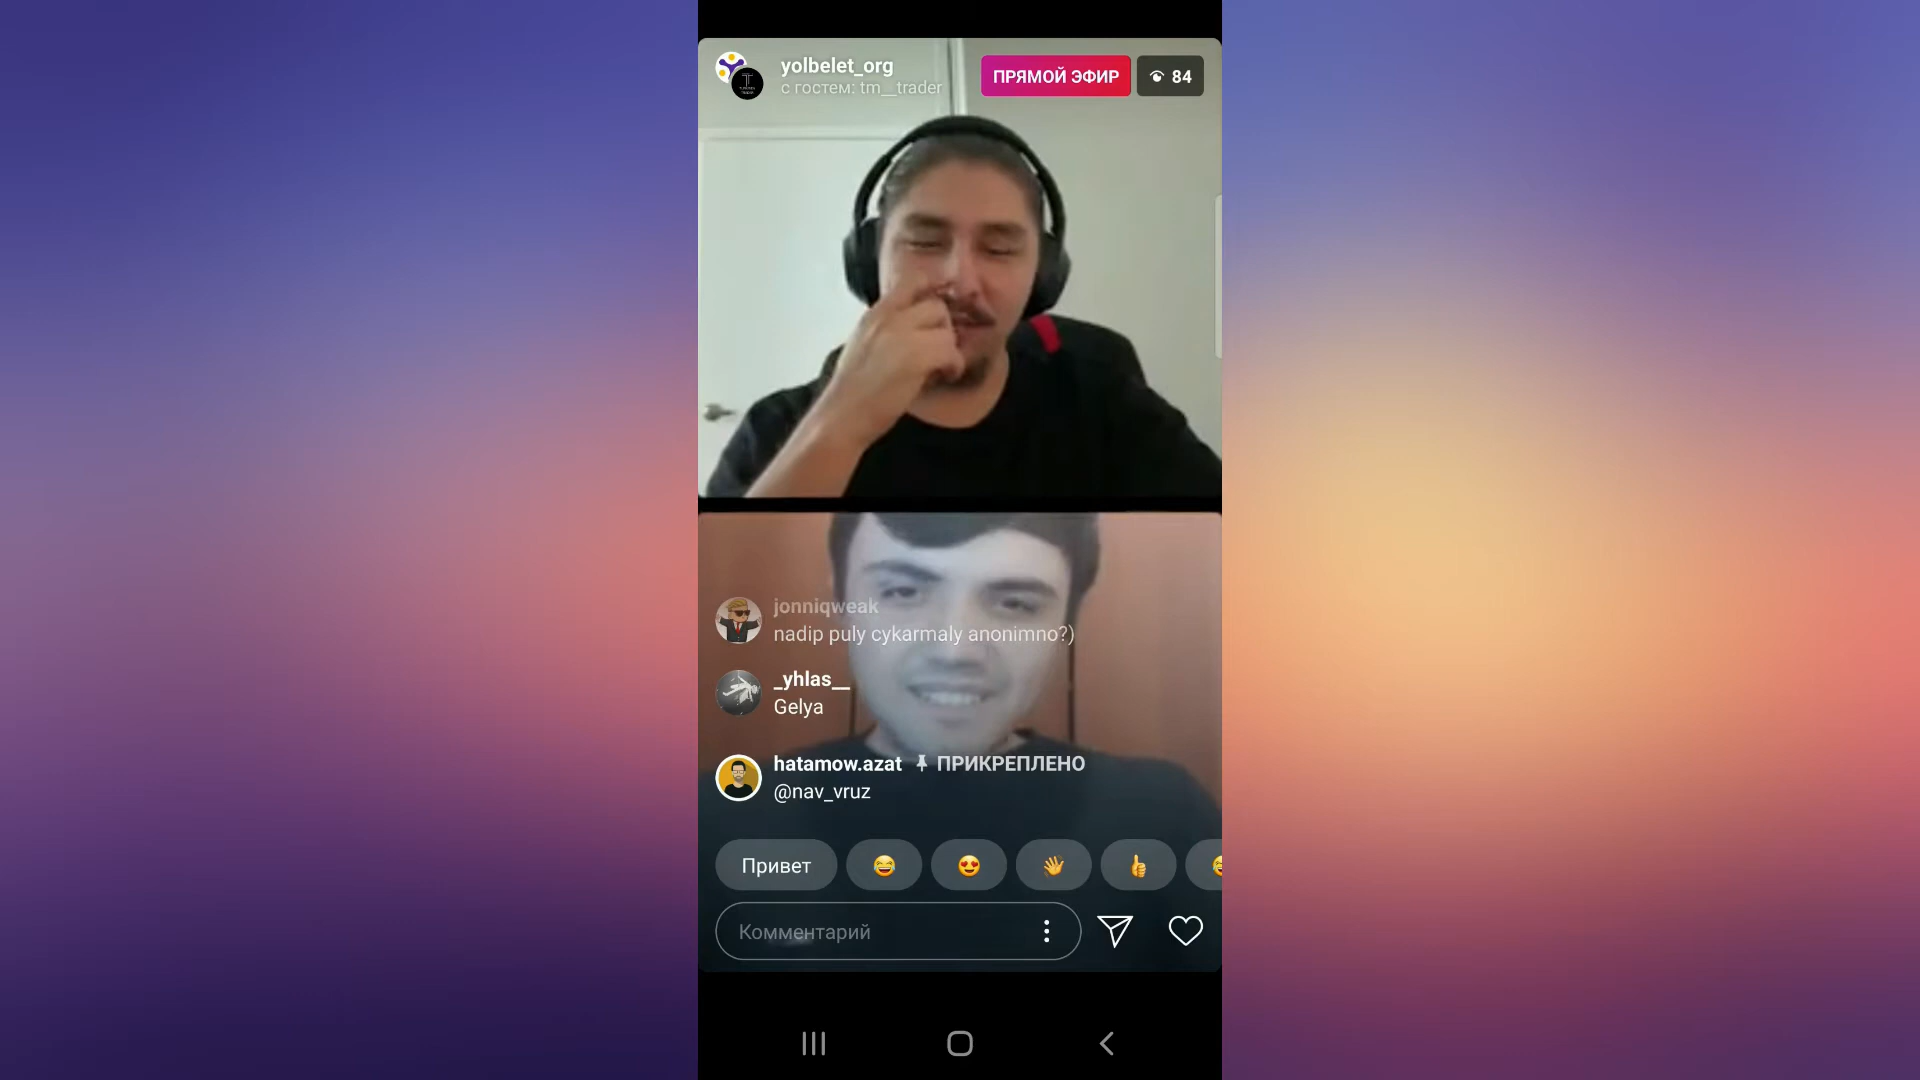 yolbelet_org
с гостем: tm__trader
ПРЯМОЙ ЭФИР
84
jonniqweak
nadip puly cykarmaly anonimno?)
_yhlas__
Gelya
hatamow.azat ПРИКРЕПЛЕНО
@nav_vruz
Привет
Комментарий